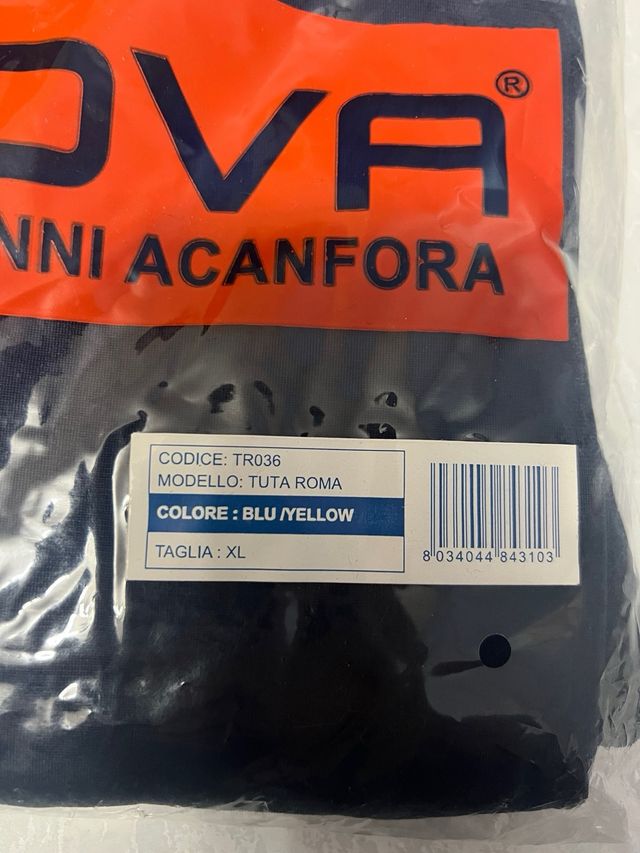 OVA®
NNI ACANFORA
CODICE: TR036
MODELLO: TUTA ROMA
COLORE : BLU /YELLOW
TAGLIA : XL
8 034044 843103